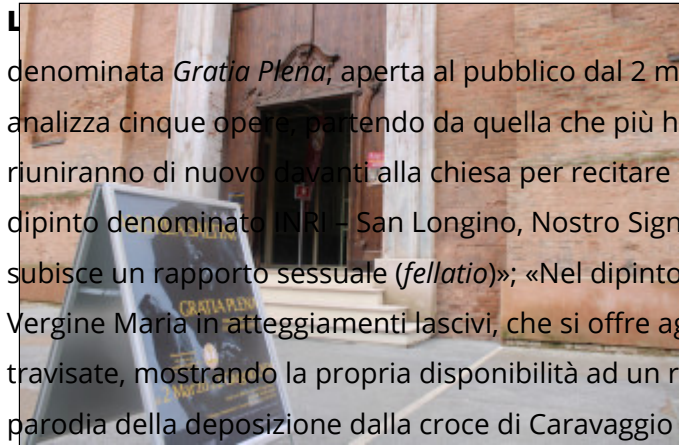 L
denominata Gratia Plena, aperta al pubblico dal 2 m
analizza cinque opere, partendo da quella che più h
riuniranno di nuovo davanti alla chiesa per recitare
dipinto denominato INRI – San Longino, Nostro Sign
subisce un rapporto sessuale (fellatio)»; «Nel dipinto
Vergine Maria in atteggiamenti lascivi, che si offre ag
travisate, mostrando la propria disponibilità ad un r
parodia della deposizione dalla croce di Caravaggio
GRATIA PLENA
2 Marzo